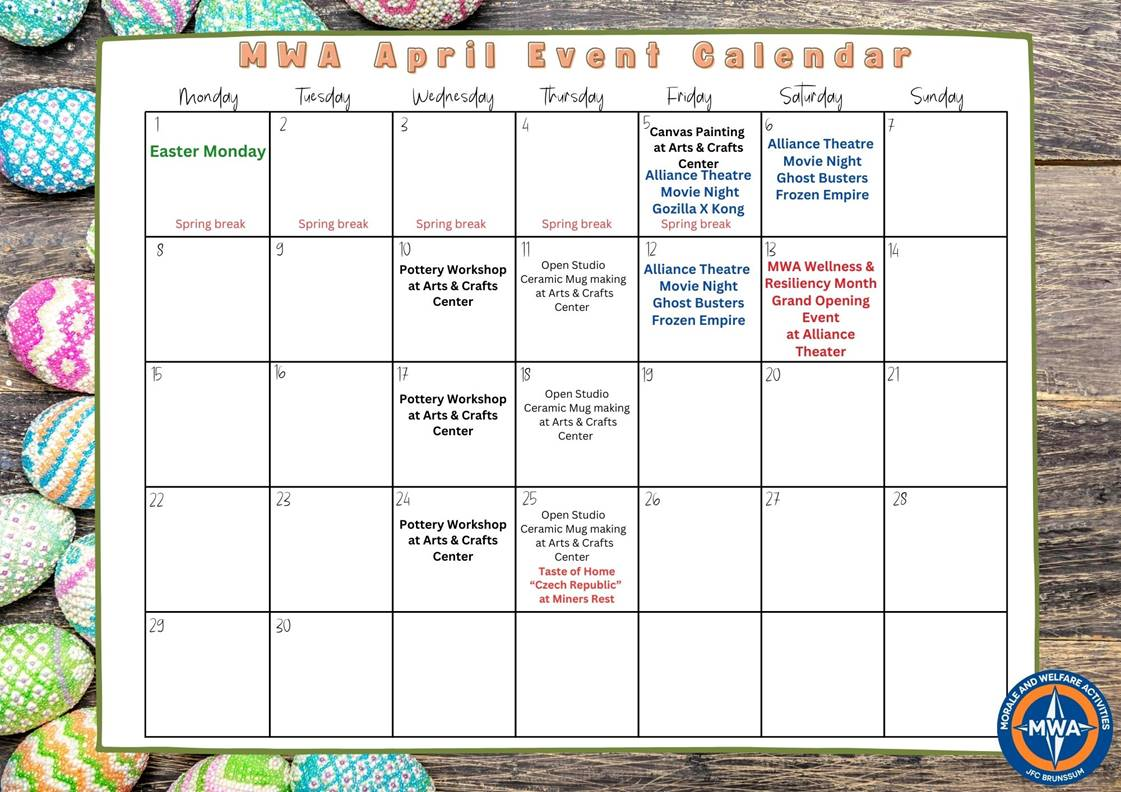 MWA April Event Calendar
Monday Tuesday Wednesday Thursday Friday Saturday Sunday
1
Easter Monday
Spring break
2
Spring break
3
Spring break
4
Spring break
5
Canvas Painting
at Arts & Crafts
Center
Alliance Theatre
Movie Night
Gozilla X Kong
Spring break
6
Alliance Theatre
Movie Night
Ghost Busters
Frozen Empire
7
8
9
10
Pottery Workshop
at Arts & Crafts
Center
11
Open Studio
Ceramic Mug making
at Arts & Crafts
Center
12
Alliance Theatre
Movie Night
Ghost Busters
Frozen Empire
13
MWA Wellness &
Resiliency Month
Grand Opening
Event
at Alliance
Theater
14
15
16
17
Pottery Workshop
at Arts & Crafts
Center
18
Open Studio
Ceramic Mug making
at Arts & Crafts
Center
19
20
21
22
23
24
Pottery Workshop
at Arts & Crafts
Center
25
Open Studio
Ceramic Mug making
at Arts & Crafts
Center
Taste of Home
“Czech Republic”
at Miners Rest
26
27
28
29
30
MORALE AND WELFARE ACTIVITIES
MWA
JFC BRUNSSUM